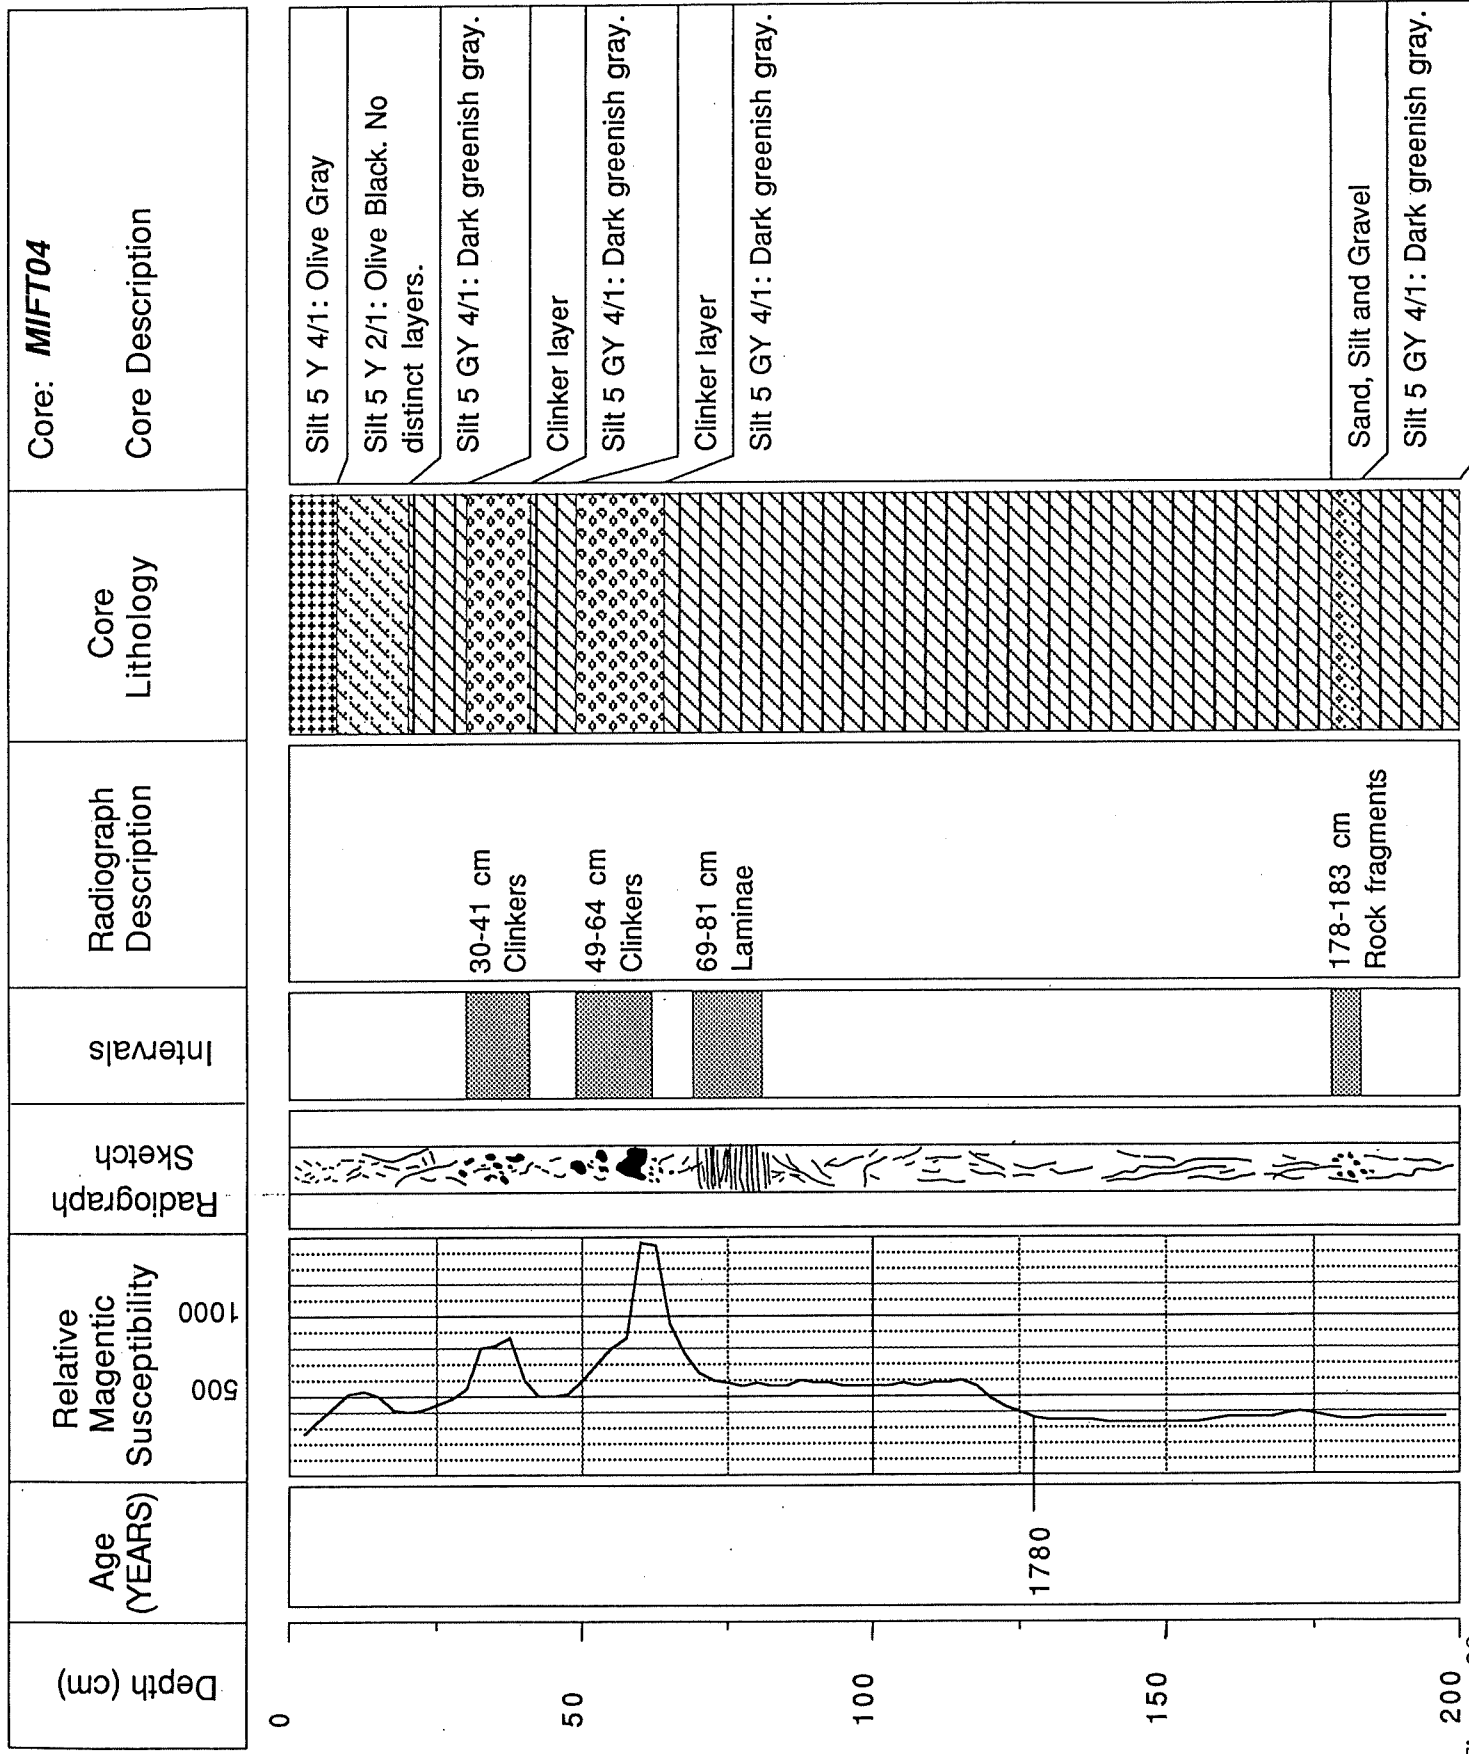 Core: MIFT04
Depth (cm)
Age
(YEARS)
Relative
Magentic
Susceptibility
500
1000
Radiograph
Sketch
Intervals
Radiograph
Description
Core
Lithology
Core Description
0
50
100
150
200
1780
30-41 cm
Clinkers
49-64 cm
Clinkers
69-81 cm
Laminae
178-183 cm
Rock fragments
Silt 5 Y 4/1: Olive Gray
Silt 5 Y 2/1: Olive Black. No
distinct layers.
Silt 5 GY 4/1: Dark greenish gray.
Clinker layer
Silt 5 GY 4/1: Dark greenish gray.
Clinker layer
Silt 5 GY 4/1: Dark greenish gray.
Sand, Silt and Gravel
Silt 5 GY 4/1: Dark greenish gray.